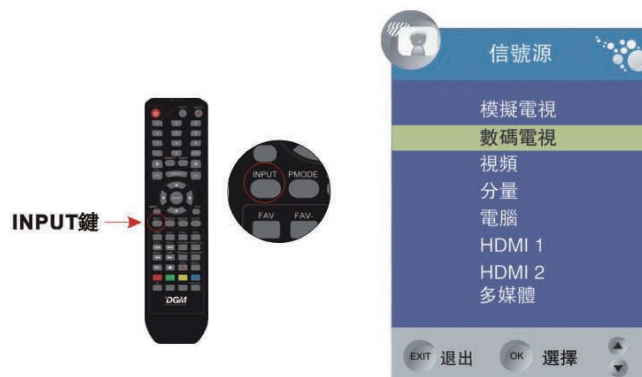 INPUT鍵
INPUT
PMODE
FAV
FAV-
DGM
信號源
模擬電視
數碼電視
視頻
分量
電腦
HDMI 1
HDMI 2
多媒體
EXIT 退出
OK 選擇